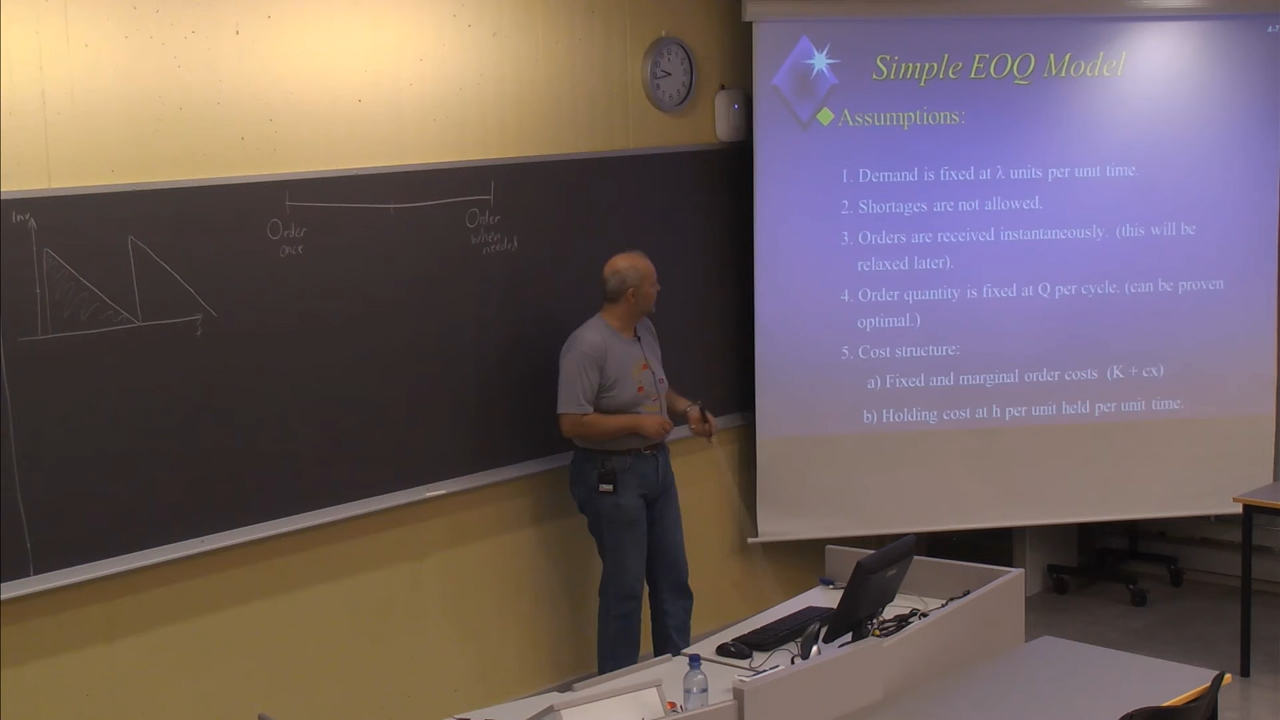 Inv
t
Order
once
Order
when
needed
Simple EOQ Model
Assumptions:
1. Demand is fixed at λ units per unit time.
2. Shortages are not allowed.
3. Orders are received instantaneously. (this will
be relaxed later).
4. Order quantity is fixed at Q per cycle. (can be proven
optimal.)
5. Cost structure:
a) Fixed and marginal order costs (K + cx)
b) Holding cost at h per unit held per unit time.